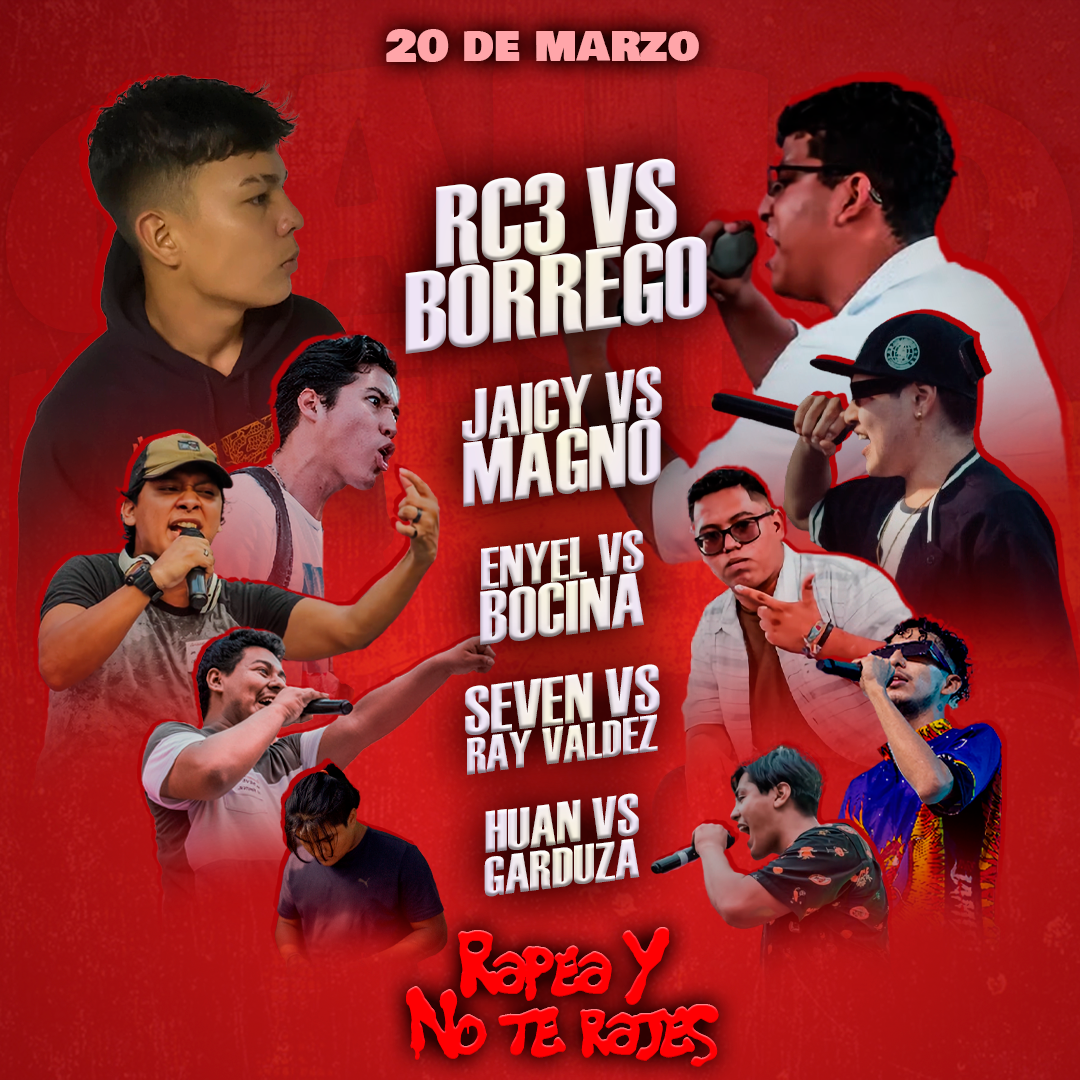 20 DE MARZO
RC3 VS
BORREGO
JAICY VS
MAGNO
ENYEL VS
BOCINA
SEVEN VS
RAY VALDEZ
HUAN VS
GARDUZA
Rapea Y
No Te Rajes